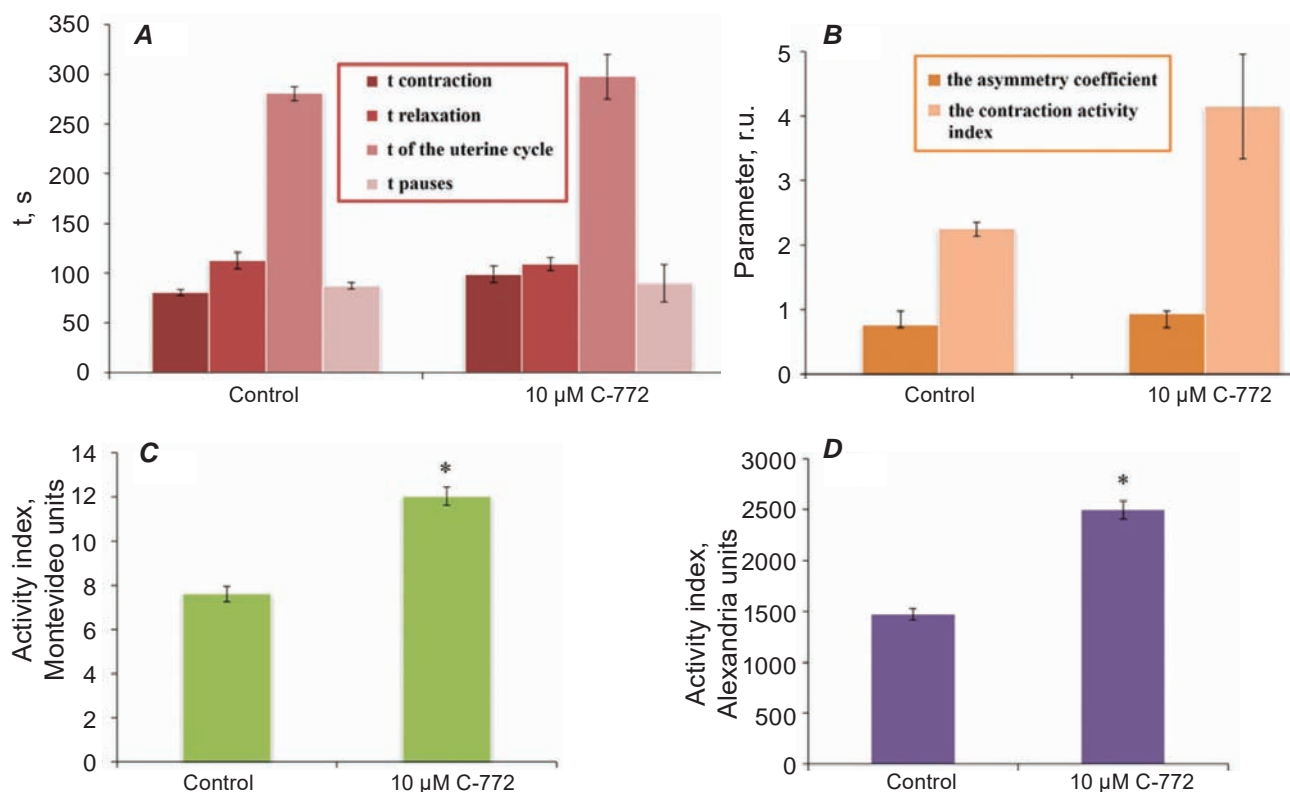 A
t, s
350
300
250
200
150
100
50
0
t contraction
t relaxation
t of the uterine cycle
t pauses
Control
10 µM C-772
B
Parameter, r.u.
5
4
3
2
1
0
the asymmetry coefficient
the contraction activity
index
Control
10 µM C-772
C
Activity index,
Montevideo units
14
12
10
8
6
4
2
0
*
Control
10 µM C-772
D
Activity index,
Alexandria units
3000
2500
2000
1500
1000
500
0
*
Control
10 µM C-772